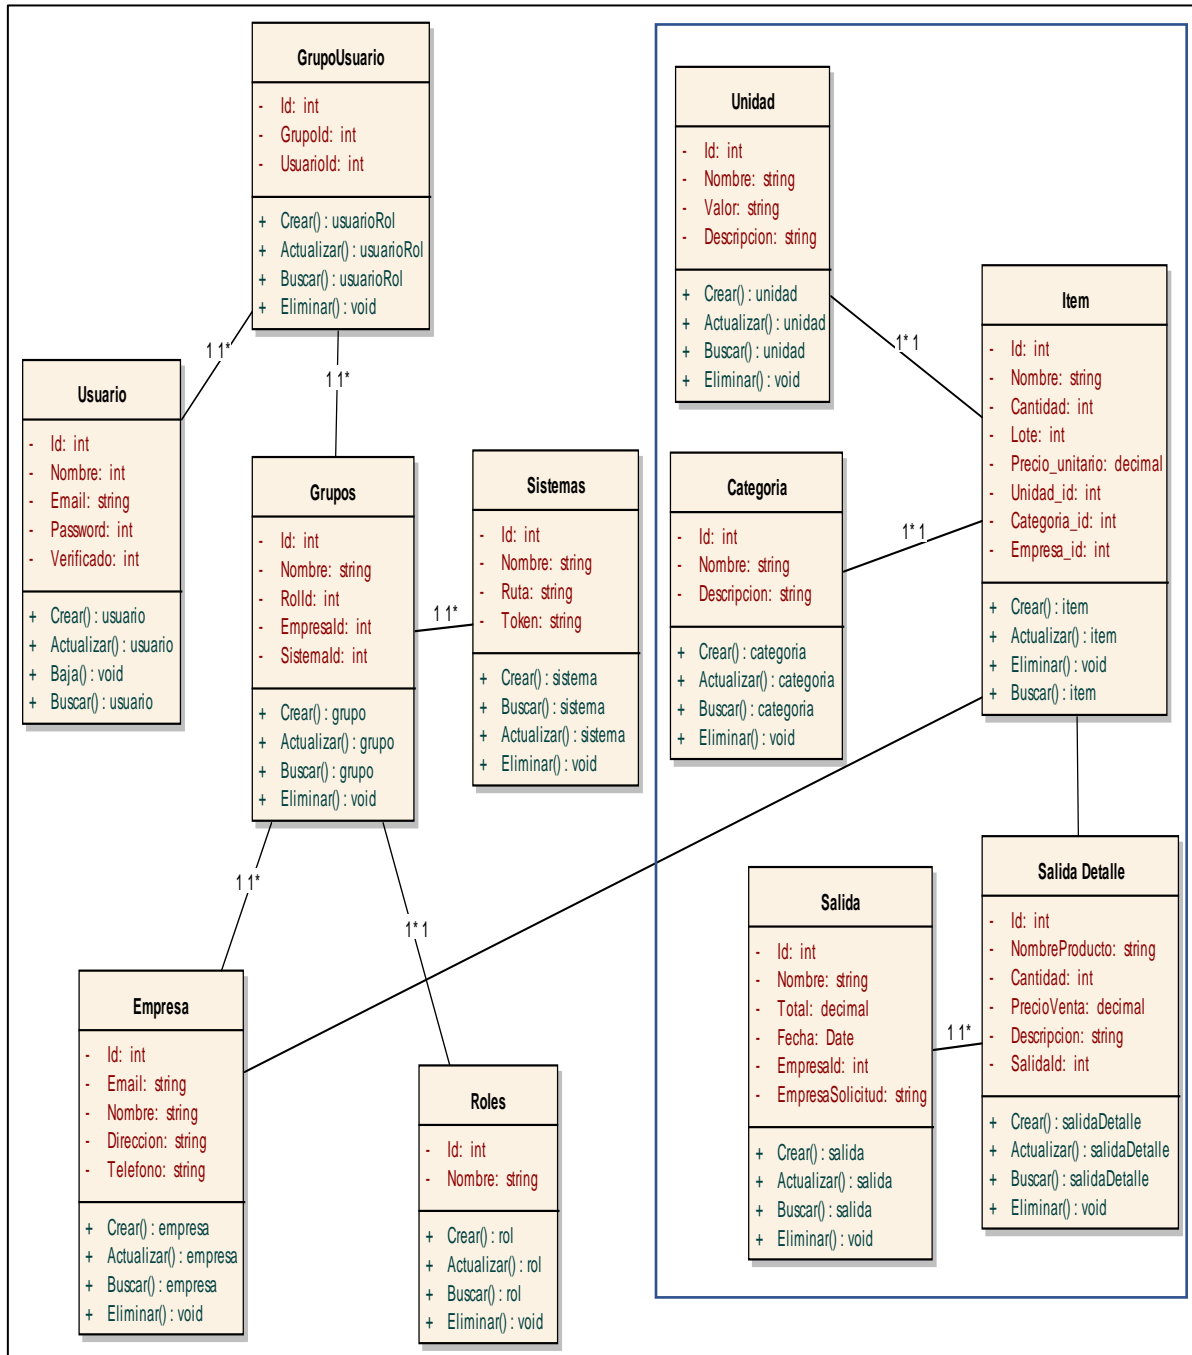 GrupoUsuario
- Id: int
- GrupoId: int
- UsuarioId: int
+ Crear() : usuarioRol
+ Actualizar() : usuarioRol
+ Buscar() : usuarioRol
+ Eliminar() : void
1 1*
1 1*
Usuario
- Id: int
- Nombre: int
- Email: string
- Password: int
- Verificado: int
+ Crear() : usuario
+ Actualizar() : usuario
+ Baja() : void
+ Buscar() : usuario
Grupos
- Id: int
- Nombre: string
- RolId: int
- EmpresaId: int
- SistemaId: int
+ Crear() : grupo
+ Actualizar() : grupo
+ Buscar() : grupo
+ Eliminar() : void
1 1*
Sistemas
- Id: int
- Nombre: string
- Ruta: string
- Token: string
+ Crear() : sistema
+ Buscar() : sistema
+ Actualizar() : sistema
+ Eliminar() : void
1 1*
1* 1
Empresa
- Id: int
- Email: string
- Nombre: string
- Direccion: string
- Telefono: string
+ Crear() : empresa
+ Actualizar() : empresa
+ Buscar() : empresa
+ Eliminar() : void
Roles
- Id: int
- Nombre: string
+ Crear() : rol
+ Actualizar() : rol
+ Buscar() : rol
+ Eliminar() : void
Unidad
- Id: int
- Nombre: string
- Valor: string
- Descripcion: string
+ Crear() : unidad
+ Actualizar() : unidad
+ Buscar() : unidad
+ Eliminar() : void
1* 1
Item
- Id: int
- Nombre: string
- Cantidad: int
- Lote: int
- Precio_unitario: decimal
- Unidad_id: int
- Categoria_id: int
- Empresa_id: int
+ Crear() : item
+ Actualizar() : item
+ Eliminar() : void
+ Buscar() : item
Categoria
- Id: int
- Nombre: string
- Descripcion: string
+ Crear() : categoria
+ Actualizar() : categoria
+ Buscar() : categoria
+ Eliminar() : void
1* 1
Salida
- Id: int
- Nombre: string
- Total: decimal
- Fecha: Date
- EmpresaId: int
- EmpresaSolicitud: string
+ Crear() : salida
+ Actualizar() : salida
+ Buscar() : salida
+ Eliminar() : void
1 1*
Salida Detalle
- Id: int
- NombreProducto: string
- Cantidad: int
- PrecioVenta: decimal
- Descripcion: string
- SalidaId: int
+ Crear() : salidaDetalle
+ Actualizar() : salidaDetalle
+ Buscar() : salidaDetalle
+ Eliminar() : void